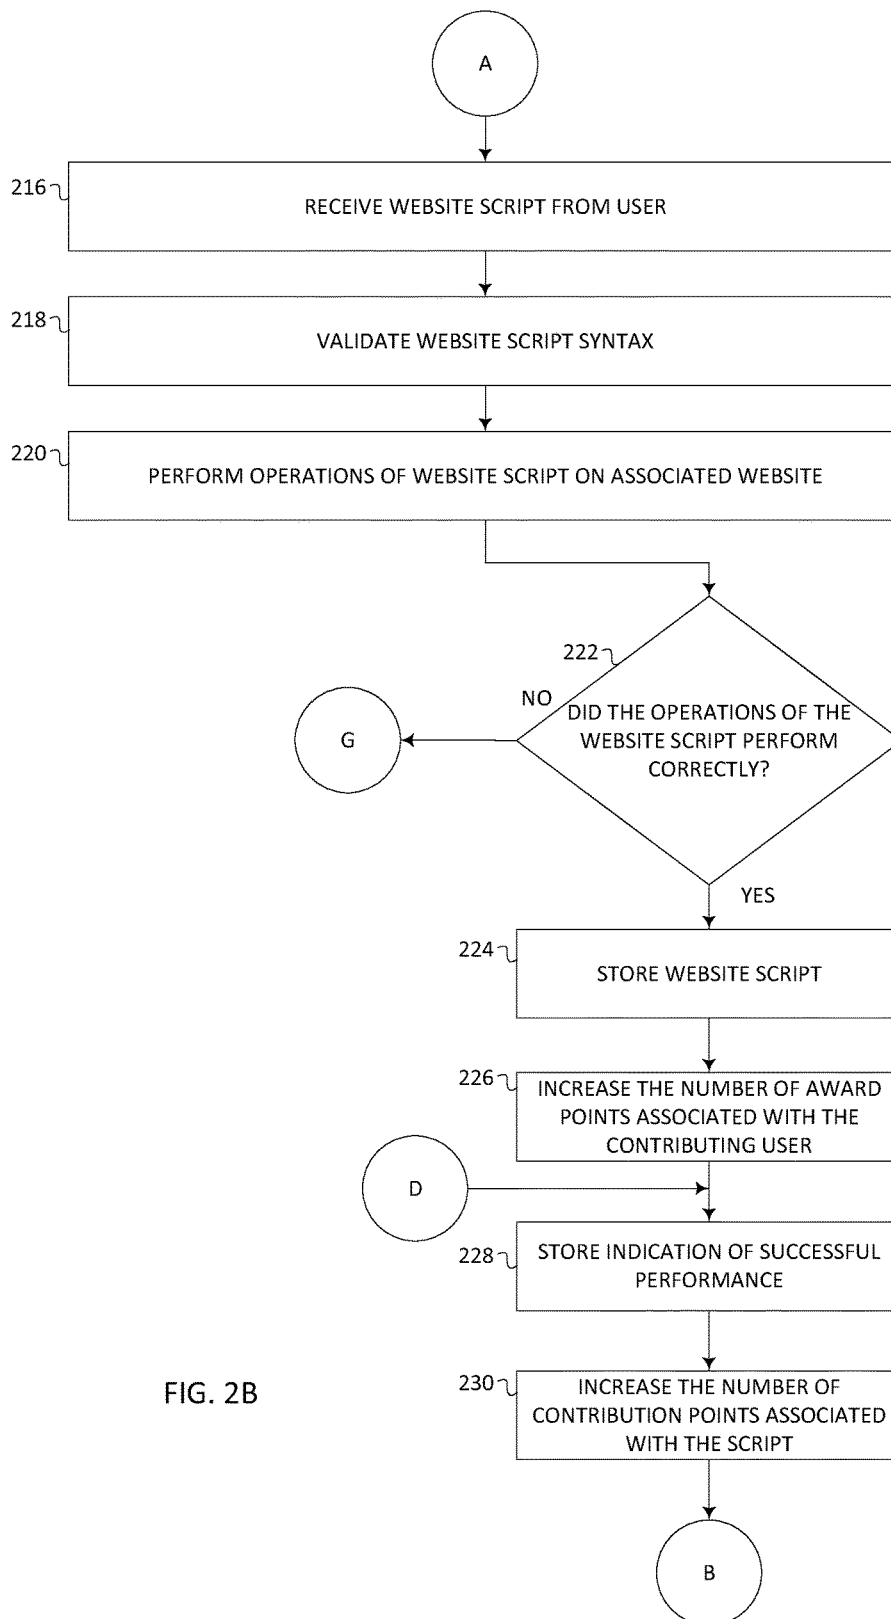 A
216
RECEIVE WEBSITE SCRIPT FROM USER
218
VALIDATE WEBSITE SCRIPT SYNTAX
220
PERFORM OPERATIONS OF WEBSITE SCRIPT ON ASSOCIATED WEBSITE
222
NO
DID THE OPERATIONS OF THE
WEBSITE SCRIPT PERFORM
CORRECTLY?
G
YES
224
STORE WEBSITE SCRIPT
226
INCREASE THE NUMBER OF AWARD
POINTS ASSOCIATED WITH THE
CONTRIBUTING USER
D
228
STORE INDICATION OF SUCCESSFUL
PERFORMANCE
230
INCREASE THE NUMBER OF
CONTRIBUTION POINTS ASSOCIATED
WITH THE SCRIPT
FIG. 2B
B